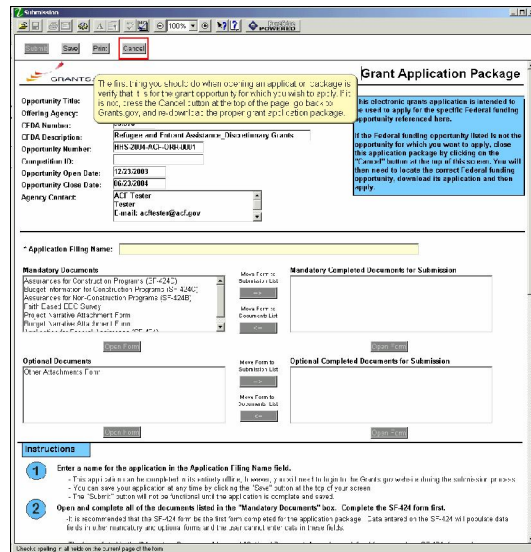 Submission
100%
POWERED
Submit Save Print Cancel
GRANTS
Grant Application Package
The first thing you should do when opening an application package is
verify that it is for the grant opportunity for which you wish to apply. If it
is not, press the Cancel button at the top of the page, go back to
Grants.gov, and re-download the proper grant application package.
Opportunity Title:
Offering Agency:
CFDA Number:
CFDA Description: Refugee and Entrant Assistance_Discretionary Grants
Opportunity Number: HHS-2004-ACF-ORR-0001
Competition ID:
Opportunity Open Date: 12/23/2003
Opportunity Close Date: 06/23/2004
Agency Contact: ACF Tester
Tester
E-mail: acftester@acf.gov
This electronic grants application is intended to
be used to apply for the specific Federal funding
opportunity referenced here.
If the Federal funding opportunity listed is not the
opportunity for which you want to apply, close
this application package by clicking on the
"Cancel" button at the top of this screen. You will
then need to locate the correct Federal funding
opportunity, download its application and then
apply.
* Application Filing Name:
Mandatory Documents
Assurances for Construction Programs (SF-424D)
Budget Information for Construction Programs (SF-424C)
Assurances for Non-Construction Programs (SF-424B)
Faith Based EEO Survey
Project Narrative Attachment Form
Budget Narrative Attachment Form
Open Form
Move Form to
Submission List
=>
Move Form to
Documents List
<=
Mandatory Completed Documents for Submission
Open Form
Optional Documents
Other Attachments Form
Open Form
Move Form to
Submission List
=>
Move Form to
Documents List
<=
Optional Completed Documents for Submission
Open Form
Instructions
1 Enter a name for the application in the Application Filing Name field.
- This application can be completed in its entirety offline; however, you will need to login to the Grants.gov website during the submission process.
- You can save your application at any time by clicking the "Save" button at the top of your screen.
- The "Submit" button will not be functional until the application is complete and saved.
2 Open and complete all of the documents listed in the "Mandatory Documents" box. Complete the SF-424 form first.
-It is recommended that the SF-424 form be the first form completed for the application package. Data entered on the SF-424 will populate data
fields in other mandatory and optional forms and the user cannot enter data in these fields.
Checks spelling in all fields on the current page of the form